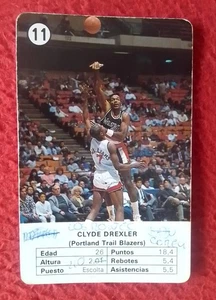 11
CLYDE DREXLER
(Portland Trail Blazers)
Edad 26 Puntos 18,4
Altura 2.01 Rebotes 5,4
Puesto Escolta Asistencias 5,5